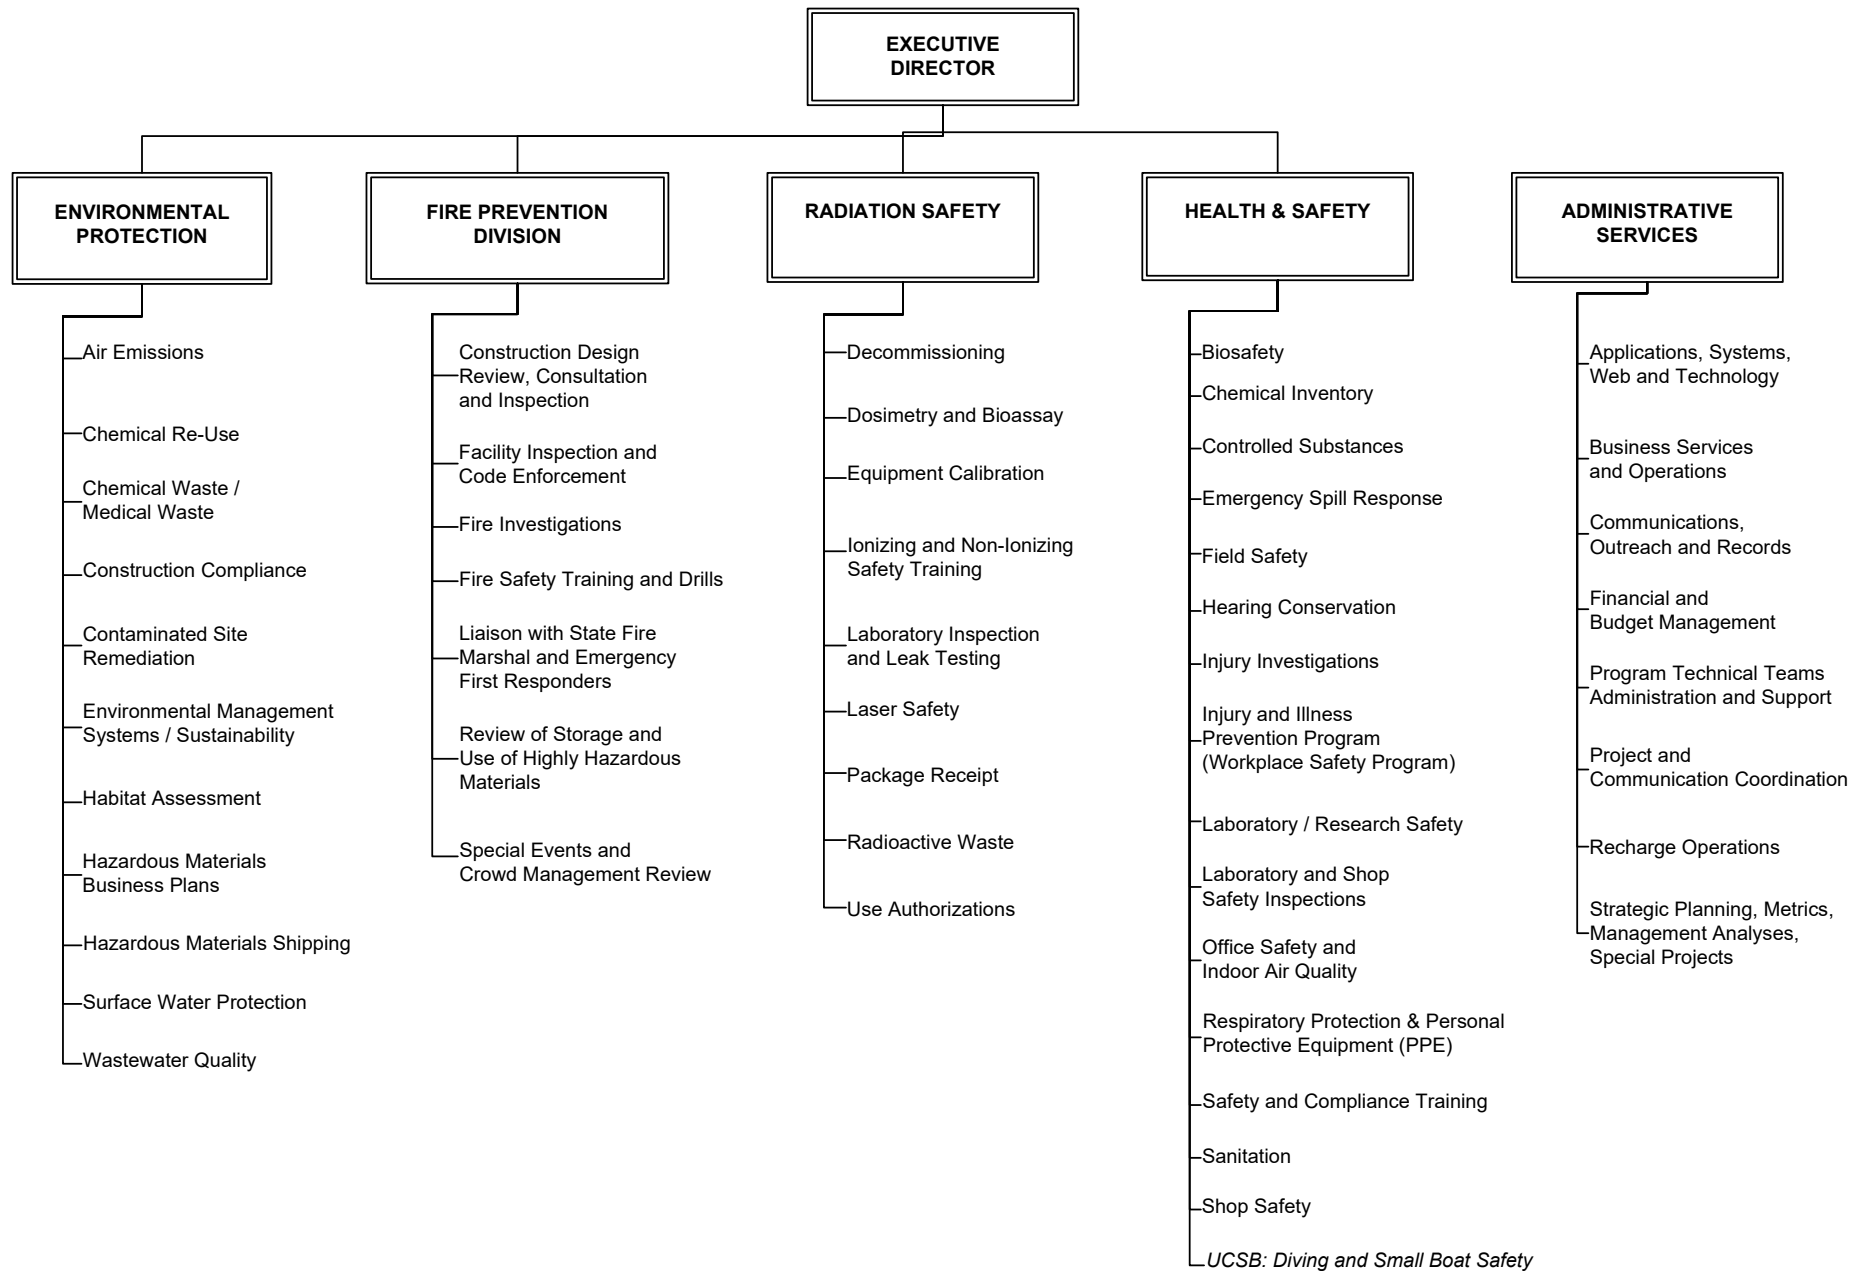 EXECUTIVE
DIRECTOR
ENVIRONMENTAL
PROTECTION
Air Emissions
Chemical Re-Use
Chemical Waste /
Medical Waste
Construction Compliance
Contaminated Site
Remediation
Environmental Management
Systems / Sustainability
Habitat Assessment
Hazardous Materials
Business Plans
Hazardous Materials Shipping
Surface Water Protection
Wastewater Quality
FIRE PREVENTION
DIVISION
Construction Design
Review, Consultation
and Inspection
Facility Inspection and
Code Enforcement
Fire Investigations
Fire Safety Training and Drills
Liaison with State Fire
Marshal and Emergency
First Responders
Review of Storage and
Use of Highly Hazardous
Materials
Special Events and
Crowd Management Review
RADIATION SAFETY
Decommissioning
Dosimetry and Bioassay
Equipment Calibration
Ionizing and Non-Ionizing
Safety Training
Laboratory Inspection
and Leak Testing
Laser Safety
Package Receipt
Radioactive Waste
Use Authorizations
HEALTH & SAFETY
Biosafety
Chemical Inventory
Controlled Substances
Emergency Spill Response
Field Safety
Hearing Conservation
Injury Investigations
Injury and Illness
Prevention Program
(Workplace Safety Program)
Laboratory / Research Safety
Laboratory and Shop
Safety Inspections
Office Safety and
Indoor Air Quality
Respiratory Protection & Personal
Protective Equipment (PPE)
Safety and Compliance Training
Sanitation
Shop Safety
UCSB: Diving and Small Boat Safety
ADMINISTRATIVE
SERVICES
Applications, Systems,
Web and Technology
Business Services
and Operations
Communications,
Outreach and Records
Financial and
Budget Management
Program Technical Teams
Administration and Support
Project and
Communication Coordination
Recharge Operations
Strategic Planning, Metrics,
Management Analyses,
Special Projects